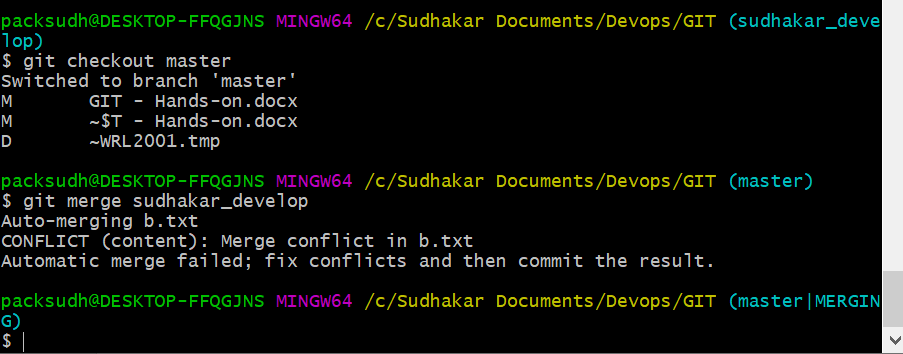 packsudh@DESKTOP-FFQGJNS MINGW64 /c/Sudhakar Documents/Devops/GIT (sudhakar_deve
lop)
$ git checkout master
Switched to branch 'master'
M       GIT - Hands-on.docx
M       ~$T - Hands-on.docx
D       ~WRL2001.tmp
packsudh@DESKTOP-FFQGJNS MINGW64 /c/Sudhakar Documents/Devops/GIT (master)
$ git merge sudhakar_develop
Auto-merging b.txt
CONFLICT (content): Merge conflict in b.txt
Automatic merge failed; fix conflicts and then commit the result.
packsudh@DESKTOP-FFQGJNS MINGW64 /c/Sudhakar Documents/Devops/GIT (master|MERGIN
G)
$